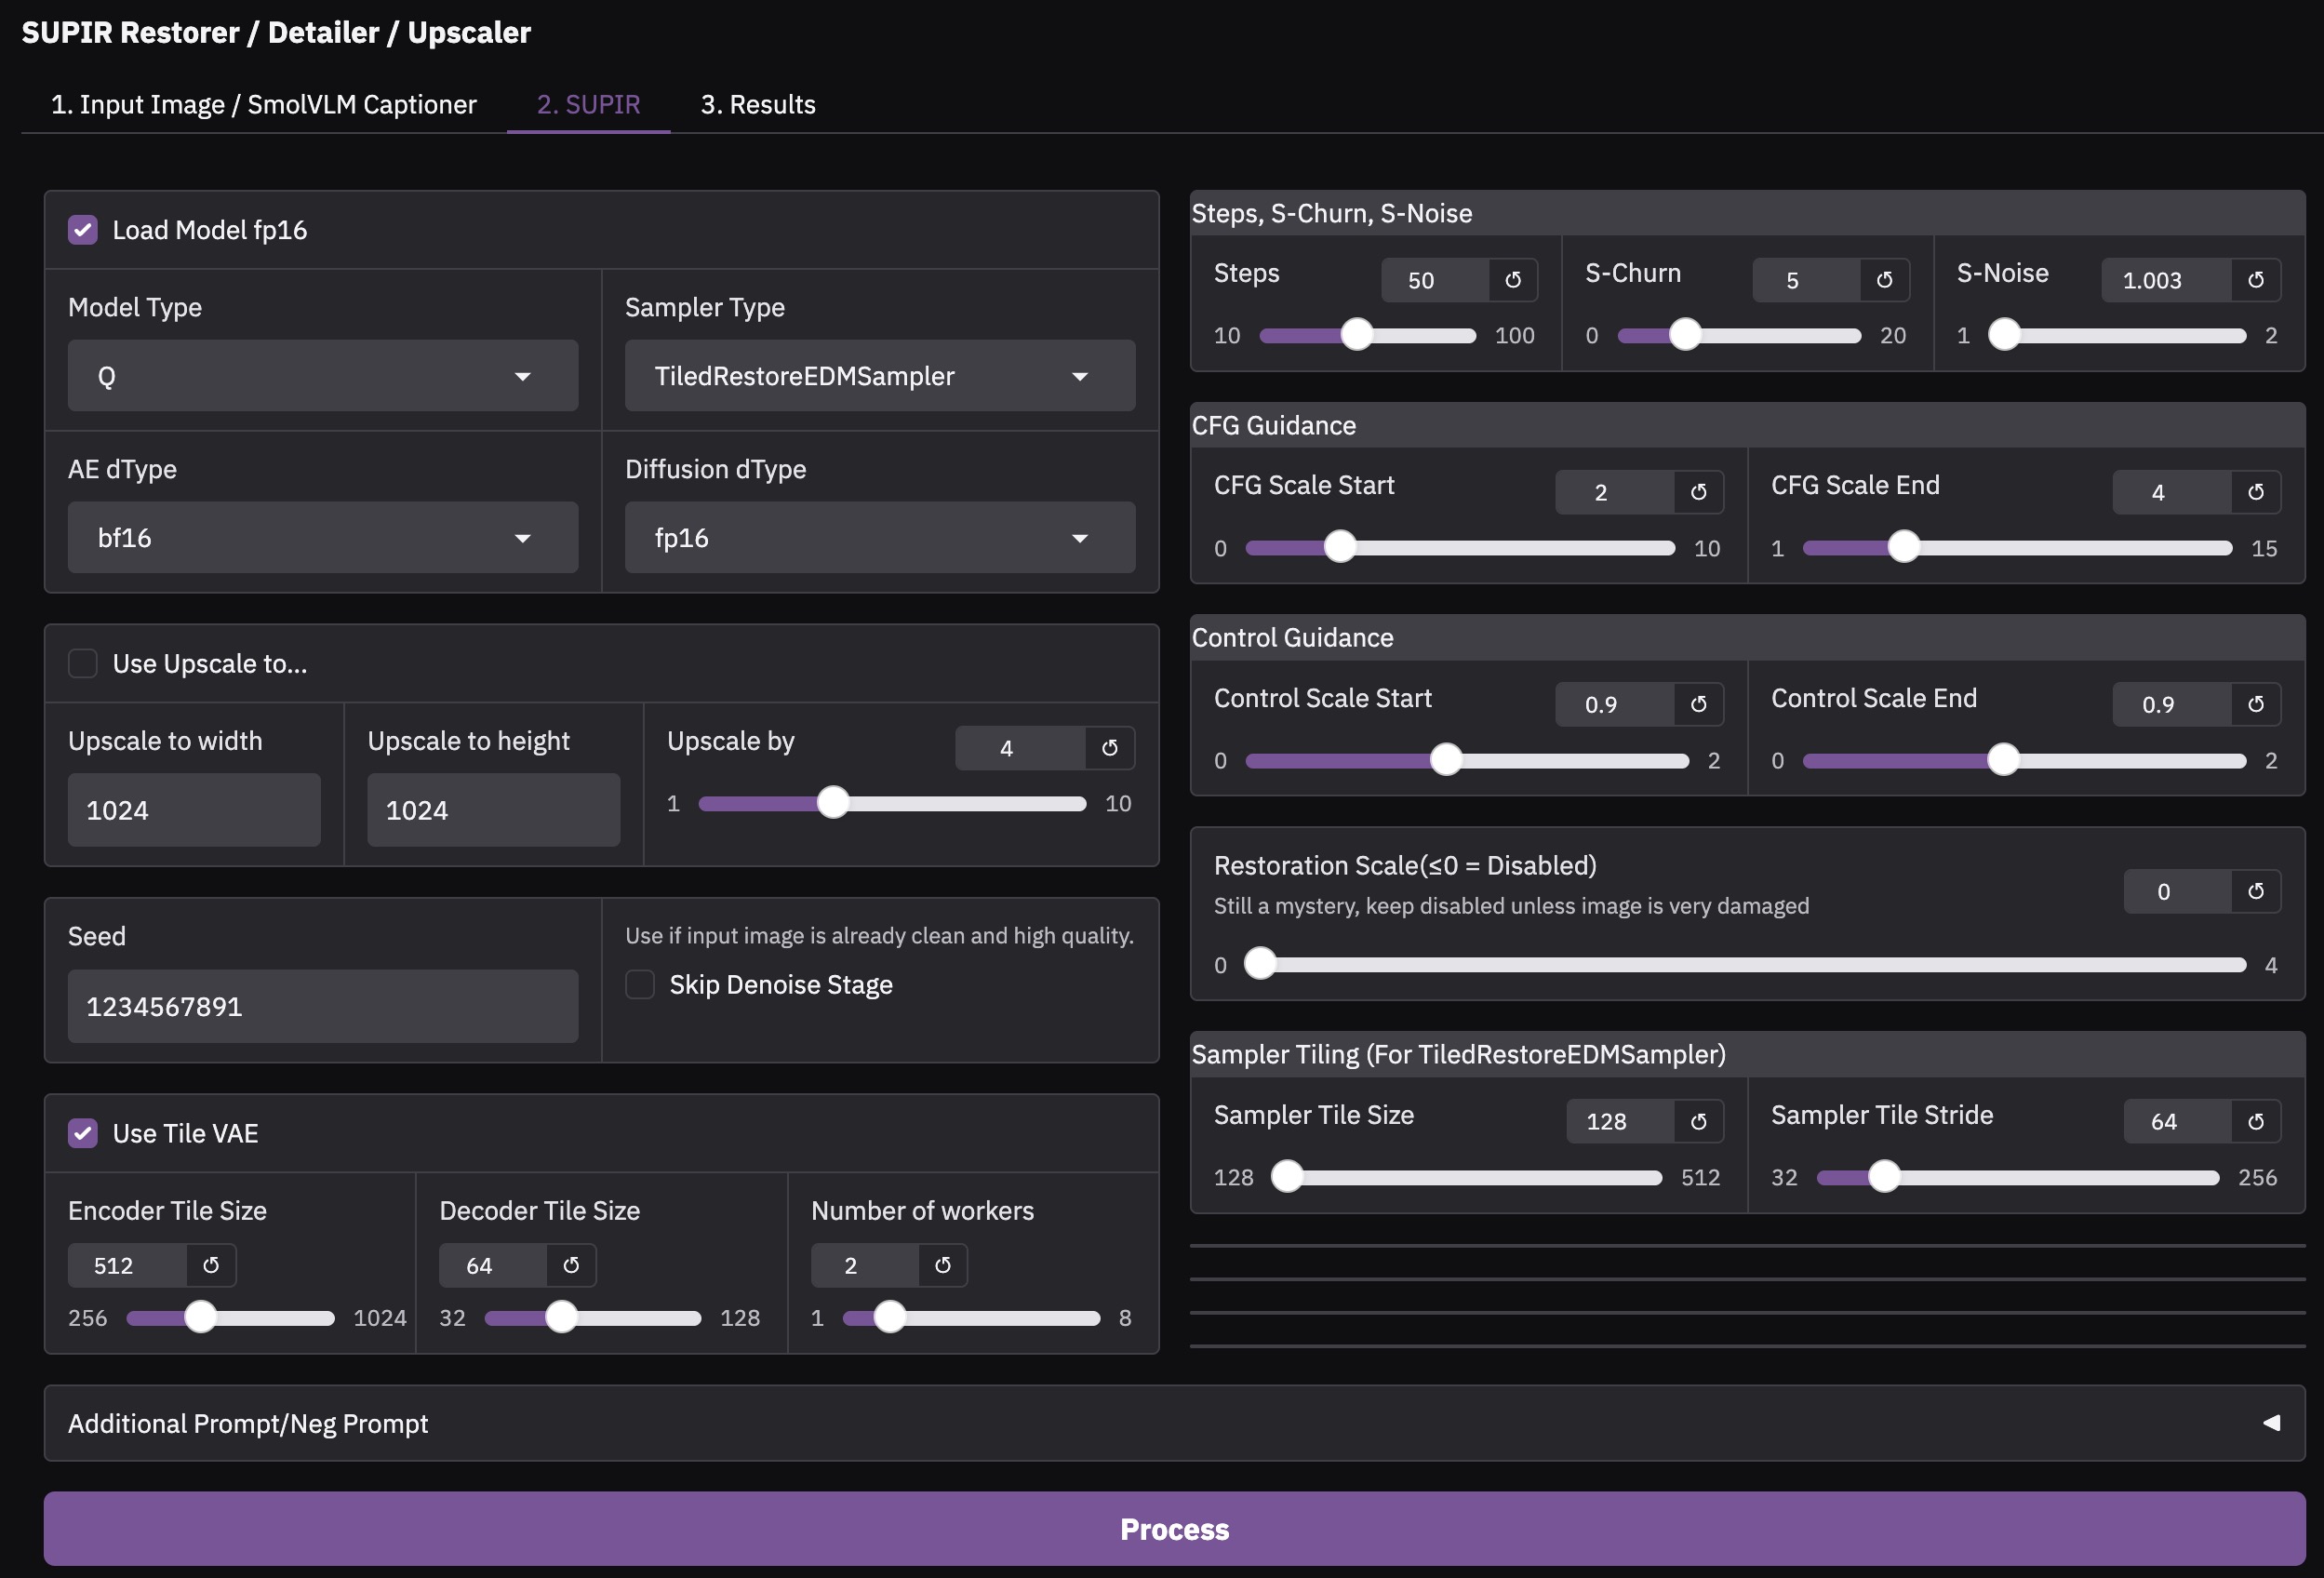 SUPIR Restorer / Detailer / Upscaler
1. Input Image / SmolVLM Captioner
2. SUPIR
3. Results
Load Model fp16
Model Type
Q
Sampler Type
TiledRestoreEDMSampler
AE dType
bf16
Diffusion dType
fp16
Use Upscale to...
Upscale to width
1024
Upscale to height
1024
Upscale by
4
1
10
Seed
1234567891
Use if input image is already clean and high quality.
Skip Denoise Stage
Use Tile VAE
Encoder Tile Size
512
256
1024
Decoder Tile Size
64
32
128
Number of workers
2
1
8
Steps, S-Churn, S-Noise
Steps
50
10
100
S-Churn
5
0
20
S-Noise
1.003
1
2
CFG Guidance
CFG Scale Start
2
0
10
CFG Scale End
4
1
15
Control Guidance
Control Scale Start
0.9
0
2
Control Scale End
0.9
0
2
Restoration Scale(≤0 = Disabled)
Still a mystery, keep disabled unless image is very damaged
0
0
4
Sampler Tiling (For TiledRestoreEDMSampler)
Sampler Tile Size
128
128
512
Sampler Tile Stride
64
32
256
Additional Prompt/Neg Prompt
Process